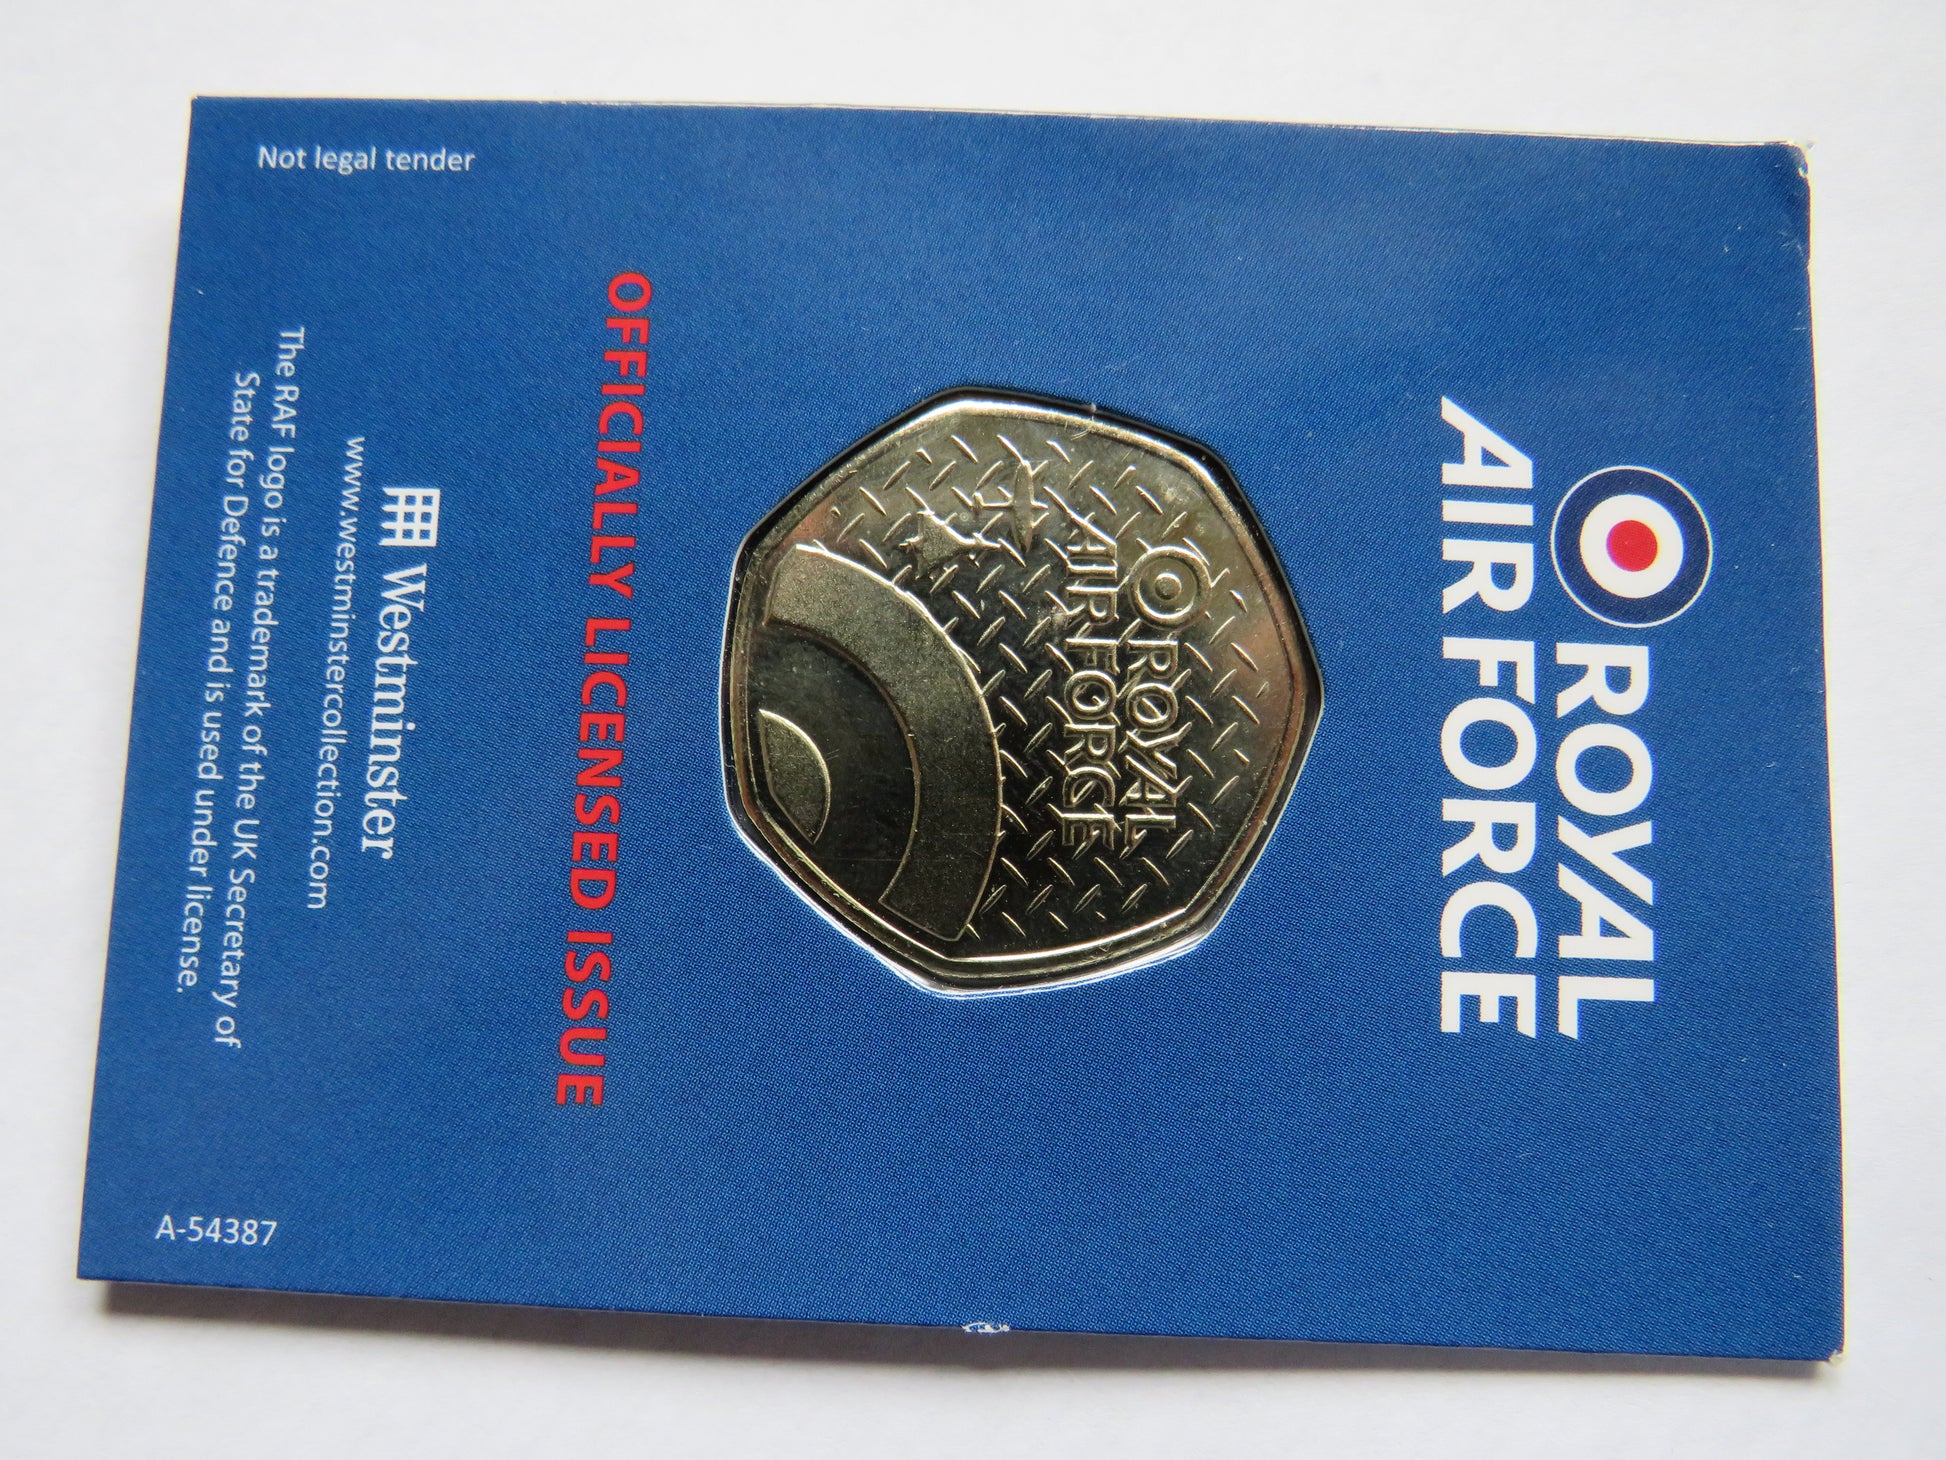 ROYAL
AIR FORCE
ROYAL
AIR FORCE
OFFICIALLY LICENSED ISSUE
Westminster
www.westminstercollection.com
The RAF logo is a trademark of the UK Secretary of
State for Defence and is used under license.
Not legal tender
A-54387